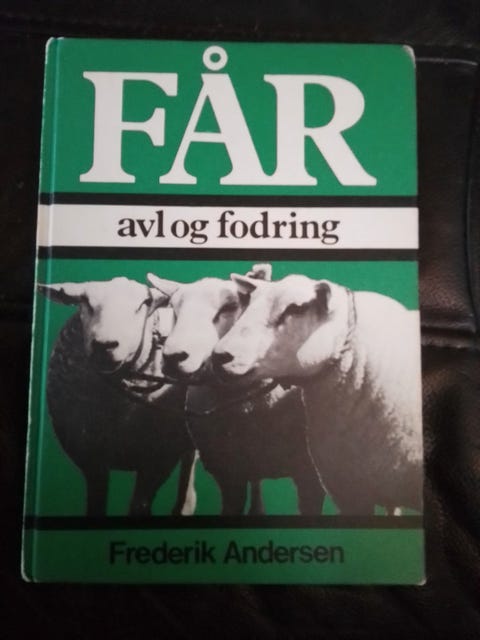 FÅR
avl og fodring
Frederik Andersen